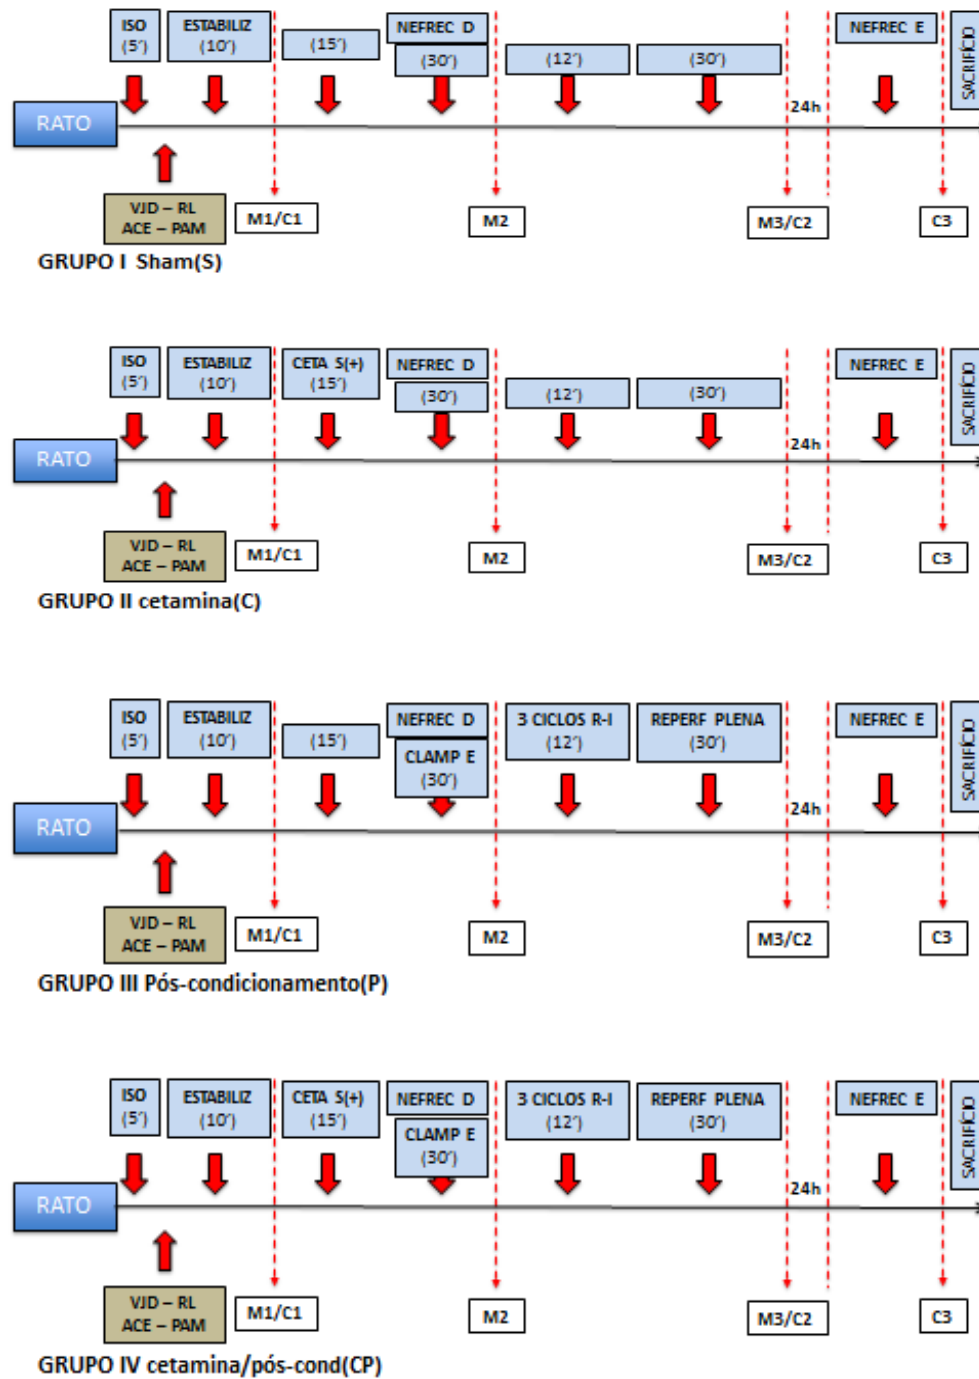 ISO
(5')
ESTABILIZ
(10')
(15')
NEFREC D
(30')
(12')
(30')
NEFREC E
SACRIFÍCIO
RATO
24h
VJD – RL
ACE – PAM
M1/C1
M2
M3/C2
C3
GRUPO I Sham(S)
ISO
(5')
ESTABILIZ
(10')
CETA S(+)
(15')
NEFREC D
(30')
(12')
(30')
NEFREC E
SACRIFÍCIO
RATO
24h
VJD – RL
ACE – PAM
M1/C1
M2
M3/C2
C3
GRUPO II cetamina(C)
ISO
(5')
ESTABILIZ
(10')
(15')
NEFREC D
CLAMP E
(30')
3 CICLOS R-I
(12')
REPERF PLENA
(30')
NEFREC E
SACRIFÍCIO
RATO
24h
VJD – RL
ACE – PAM
M1/C1
M2
M3/C2
C3
GRUPO III Pós-condicionamento(P)
ISO
(5')
ESTABILIZ
(10')
CETA S(+)
(15')
NEFREC D
CLAMP E
(30')
3 CICLOS R-I
(12')
REPERF PLENA
(30')
NEFREC E
SACRIFÍCIO
RATO
24h
VJD – RL
ACE – PAM
M1/C1
M2
M3/C2
C3
GRUPO IV cetamina/pós-cond(CP)